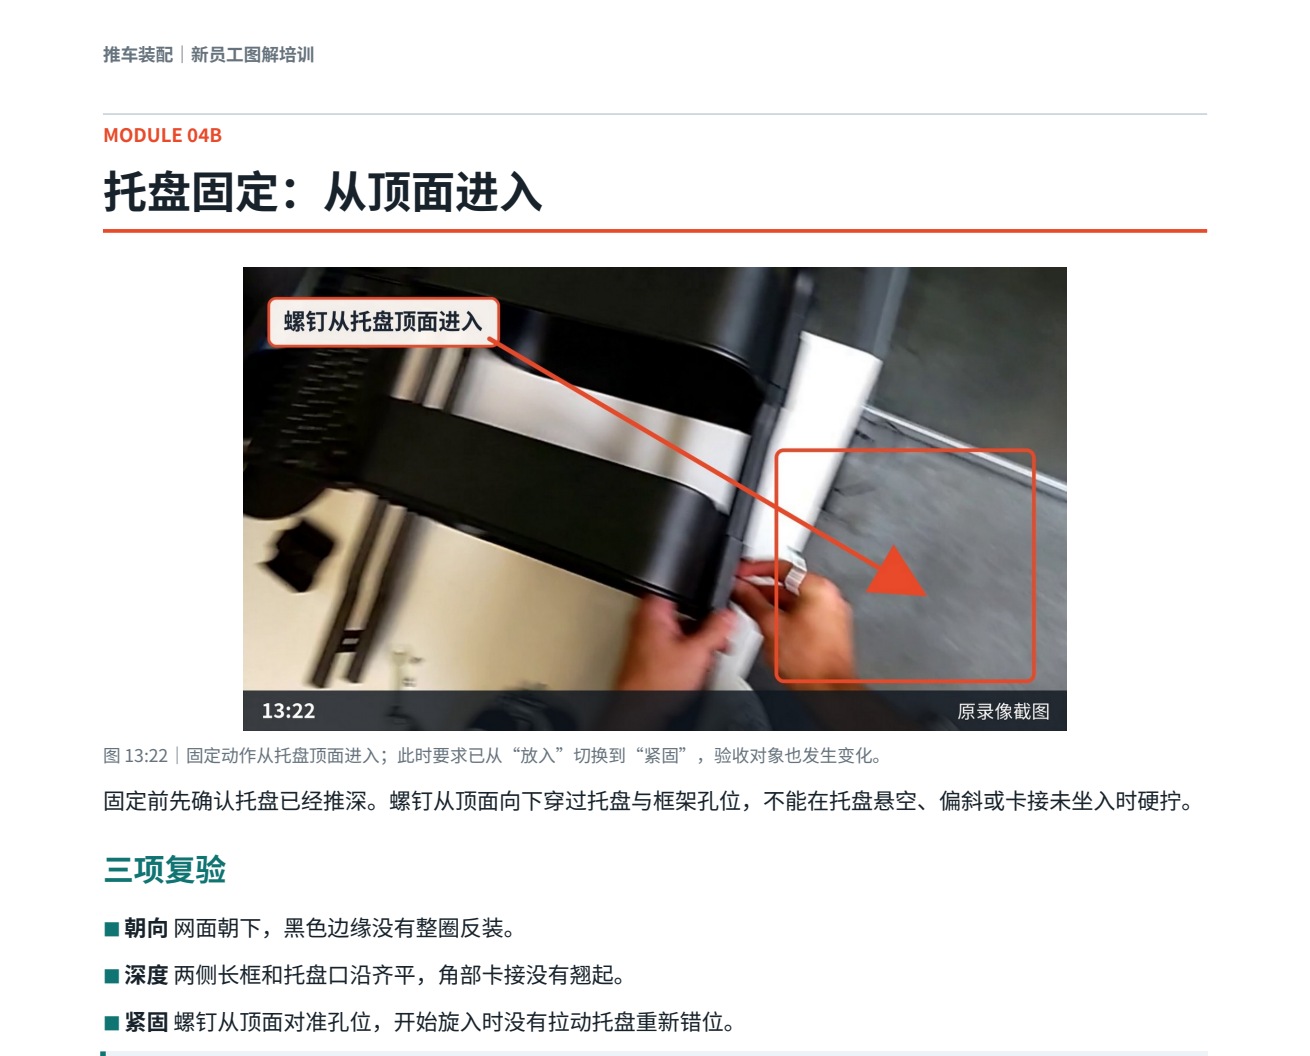 推车装配｜新员工图解培训
MODULE 04B
托盘固定：从顶面进入
螺钉从托盘顶面进入
13:22
原录像截图
图 13:22｜固定动作从托盘顶面进入；此时要求已从“放入”切换到“紧固”，验收对象也发生变化。
固定前先确认托盘已经推深。螺钉从顶面向下穿过托盘与框架孔位，不能在托盘悬空、偏斜或卡接未坐入时硬拧。
三项复验
■ 朝向 网面朝下，黑色边缘没有整圈反装。
■ 深度 两侧长框和托盘口沿齐平，角部卡接没有翘起。
■ 紧固 螺钉从顶面对准孔位，开始旋入时没有拉动托盘重新错位。